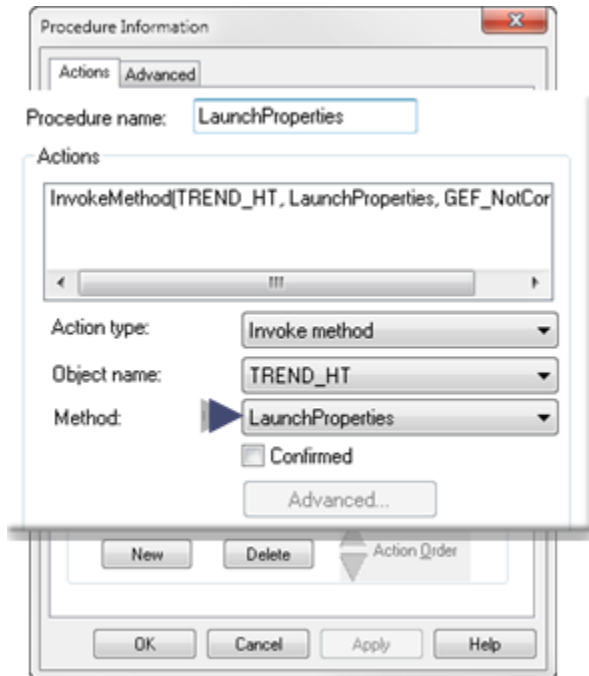 Procedure Information
Actions Advanced
Procedure name: LaunchProperties
Actions
InvokeMethod(TREND_HT, LaunchProperties, GEF_NotCor
Action type: Invoke method
Object name: TREND_HT
Method: LaunchProperties
Confirmed
Advanced...
New Delete Action Order
OK Cancel Apply Help